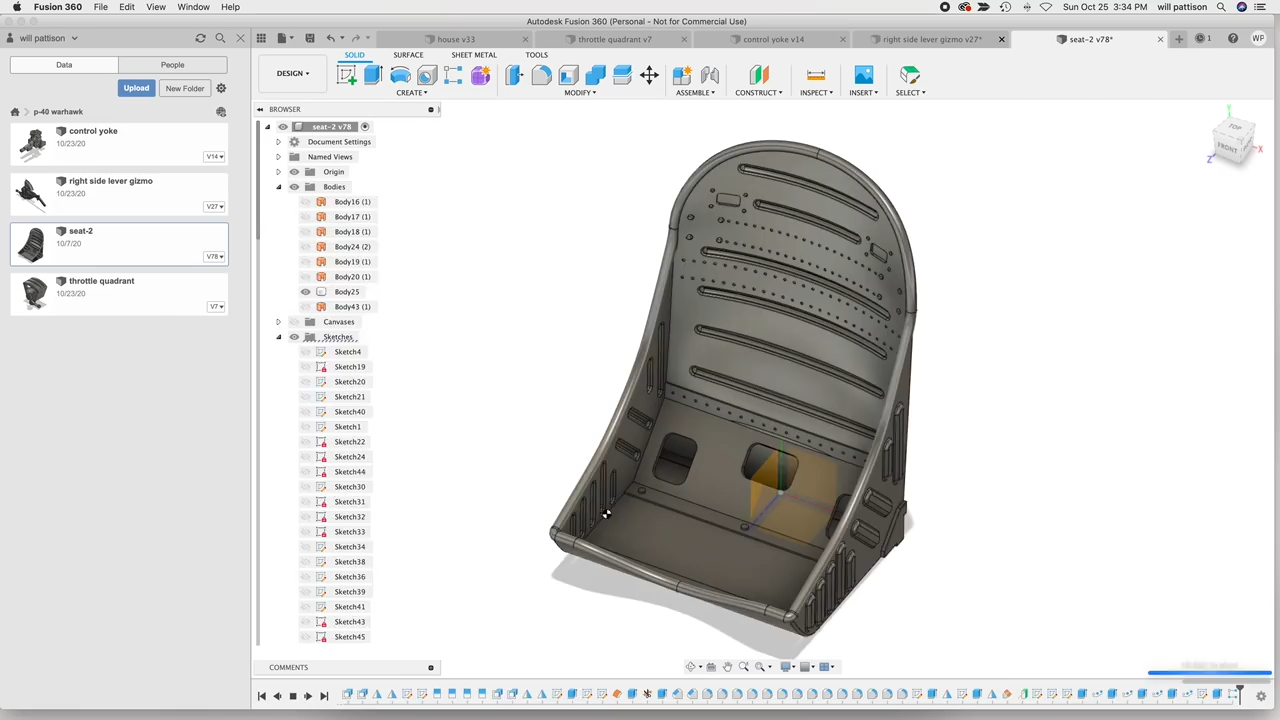 Fusion 360 File Edit View Window Help
Sun Oct 25 3:34 PM will pattison
Autodesk Fusion 360 (Personal - Not for Commercial Use)
will pattison
house v33
throttle quadrant v7
control yoke v14
right side lever gizmo v27*
seat-2 v78*
1
WP
Data
People
Upload
New Folder
p-40 warhawk
control yoke
10/23/20
V14
right side lever gizmo
10/23/20
V27
seat-2
10/7/20
V78
throttle quadrant
10/23/20
V7
SOLID
SURFACE
SHEET METAL
TOOLS
DESIGN
CREATE
MODIFY
ASSEMBLE
CONSTRUCT
INSPECT
INSERT
SELECT
BROWSER
seat-2 v78
Document Settings
Named Views
Origin
Bodies
Body16 (1)
Body17 (1)
Body18 (1)
Body24 (2)
Body19 (1)
Body20 (1)
Body25
Body43 (1)
Canvases
Sketches
Sketch4
Sketch19
Sketch20
Sketch21
Sketch40
Sketch1
Sketch22
Sketch24
Sketch44
Sketch30
Sketch31
Sketch32
Sketch33
Sketch34
Sketch38
Sketch36
Sketch39
Sketch41
Sketch43
Sketch45
COMMENTS
Y
TOP
FRONT
X
Z